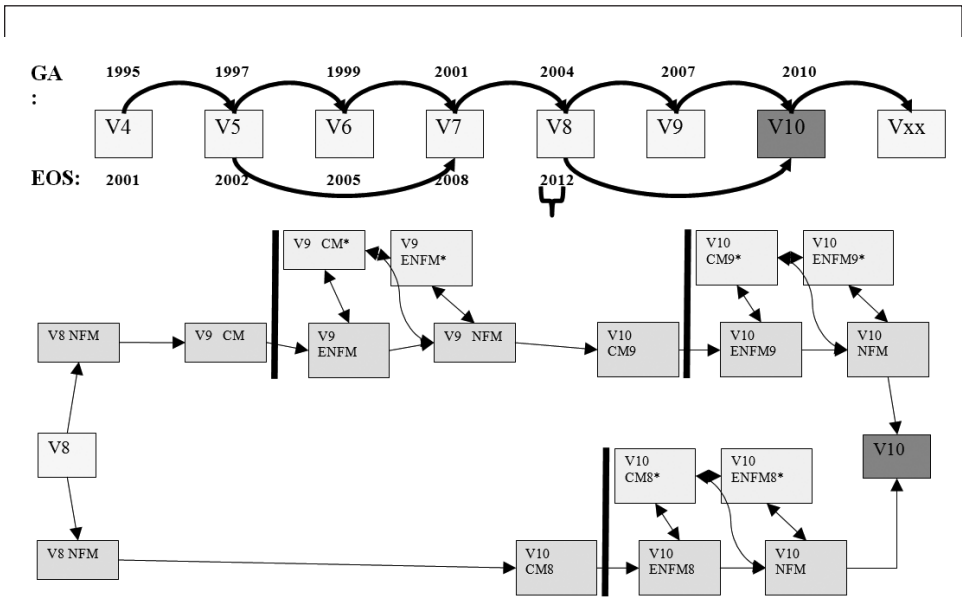 GA
:
1995 1997 1999 2001 2004 2007 2010
V4 V5 V6 V7 V8 V9 V10 Vxx
EOS:
2001 2002 2005 2008 2012
V9 CM*
V9
ENFM*
V10
CM9*
V10
ENFM9*
V8 NFM
V9 CM
V9
ENFM
V9 NFM
V10
CM9
V10
ENFM9
V10
NFM
V8
V10
V10
CM8*
V10
ENFM8*
V8 NFM
V10
CM8
V10
ENFM8
V10
NFM